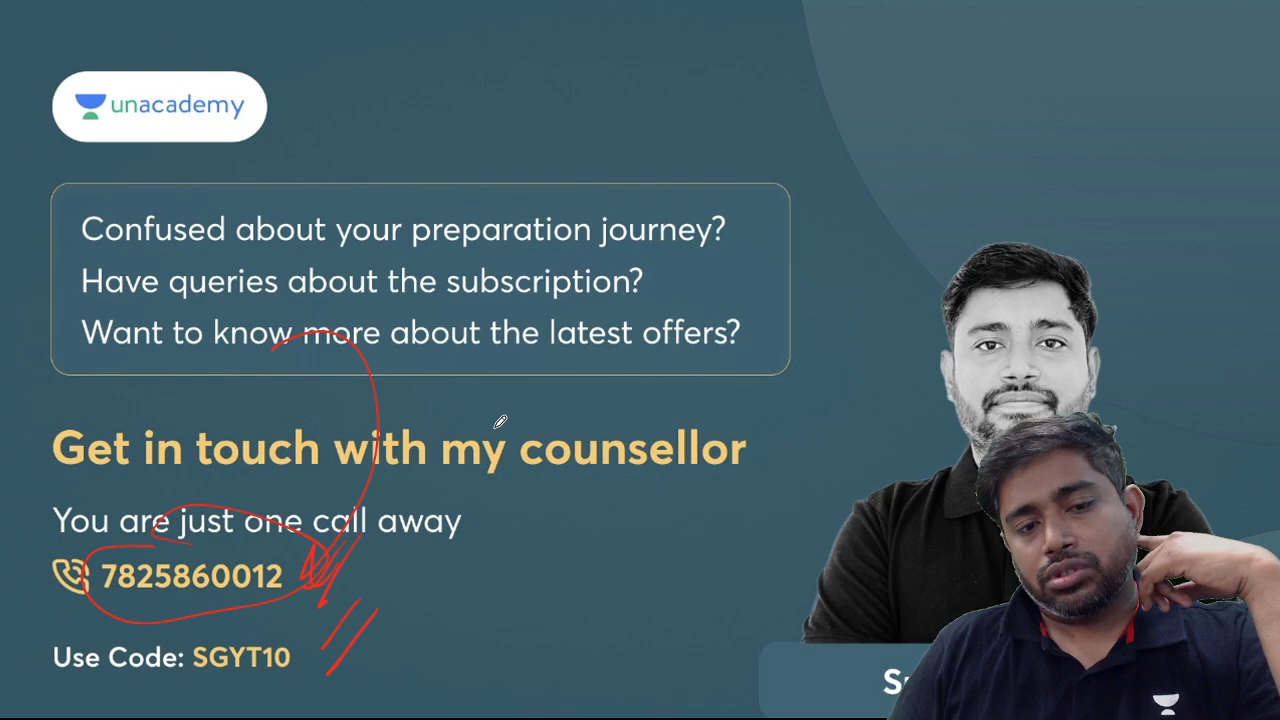 unacademy
Confused about your preparation journey?
Have queries about the subscription?
Want to know more about the latest offers?
Get in touch with my counsellor
You are just one call away
7825860012
Use Code: SGYT10